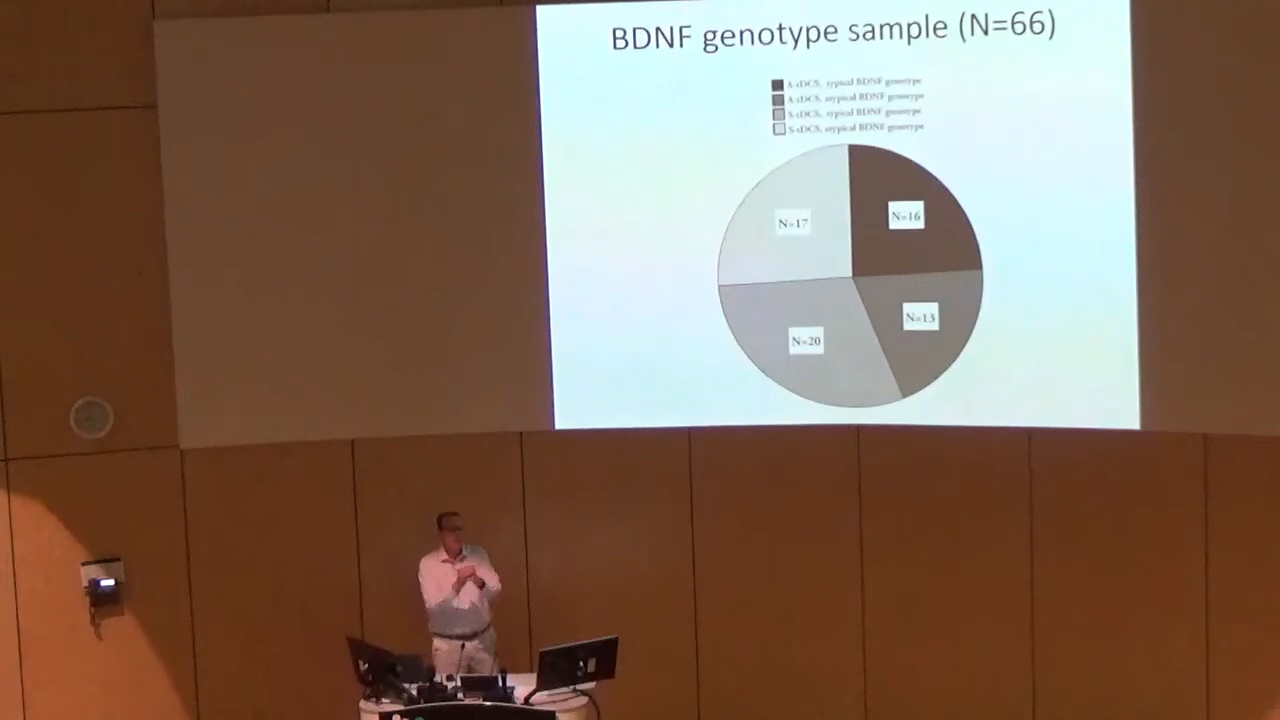 BDNF genotype sample (N=66)
A-tDCS, typical BDNF genotype
A-tDCS, atypical BDNF genotype
S-tDCS, typical BDNF genotype
S-tDCS, atypical BDNF genotype
N=17
N=16
N=13
N=20